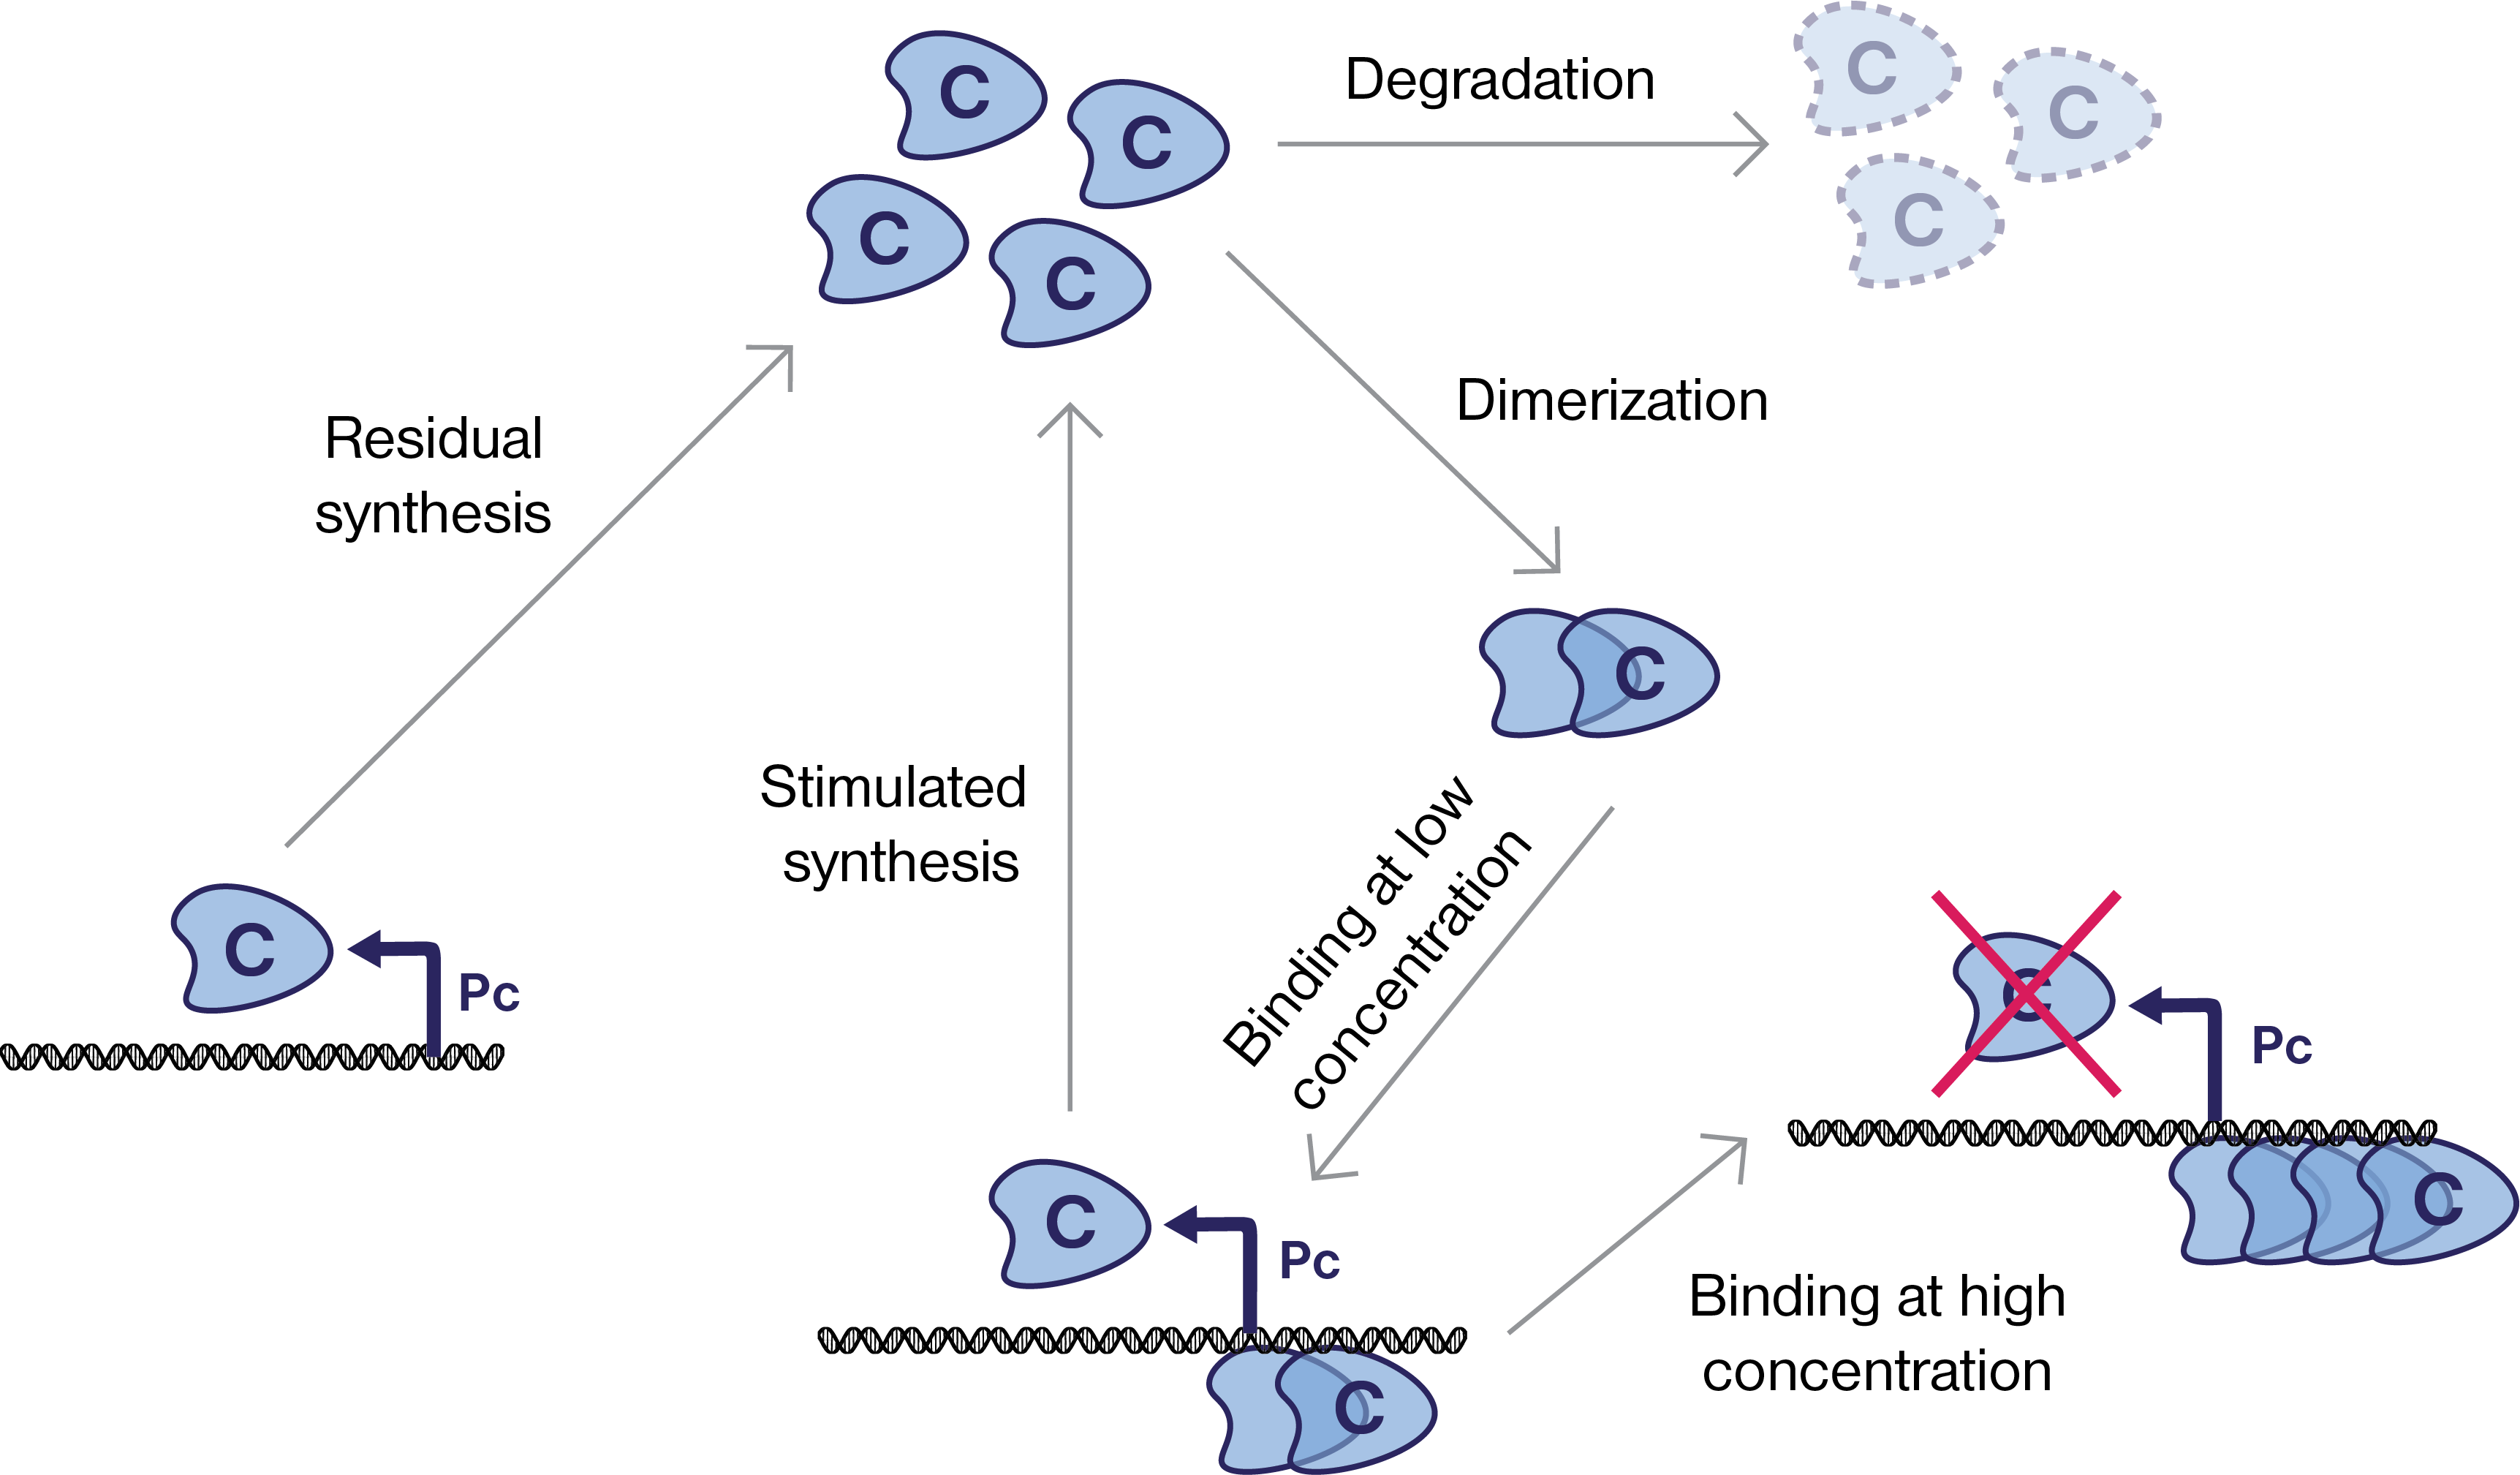 C
C
C
C
Degradation
C
C
C
Residual
synthesis
Dimerization
C
Stimulated
synthesis
Binding at low
concentration
C
Pc
C
Pc
C
Pc
C
C
Binding at high
concentration
C